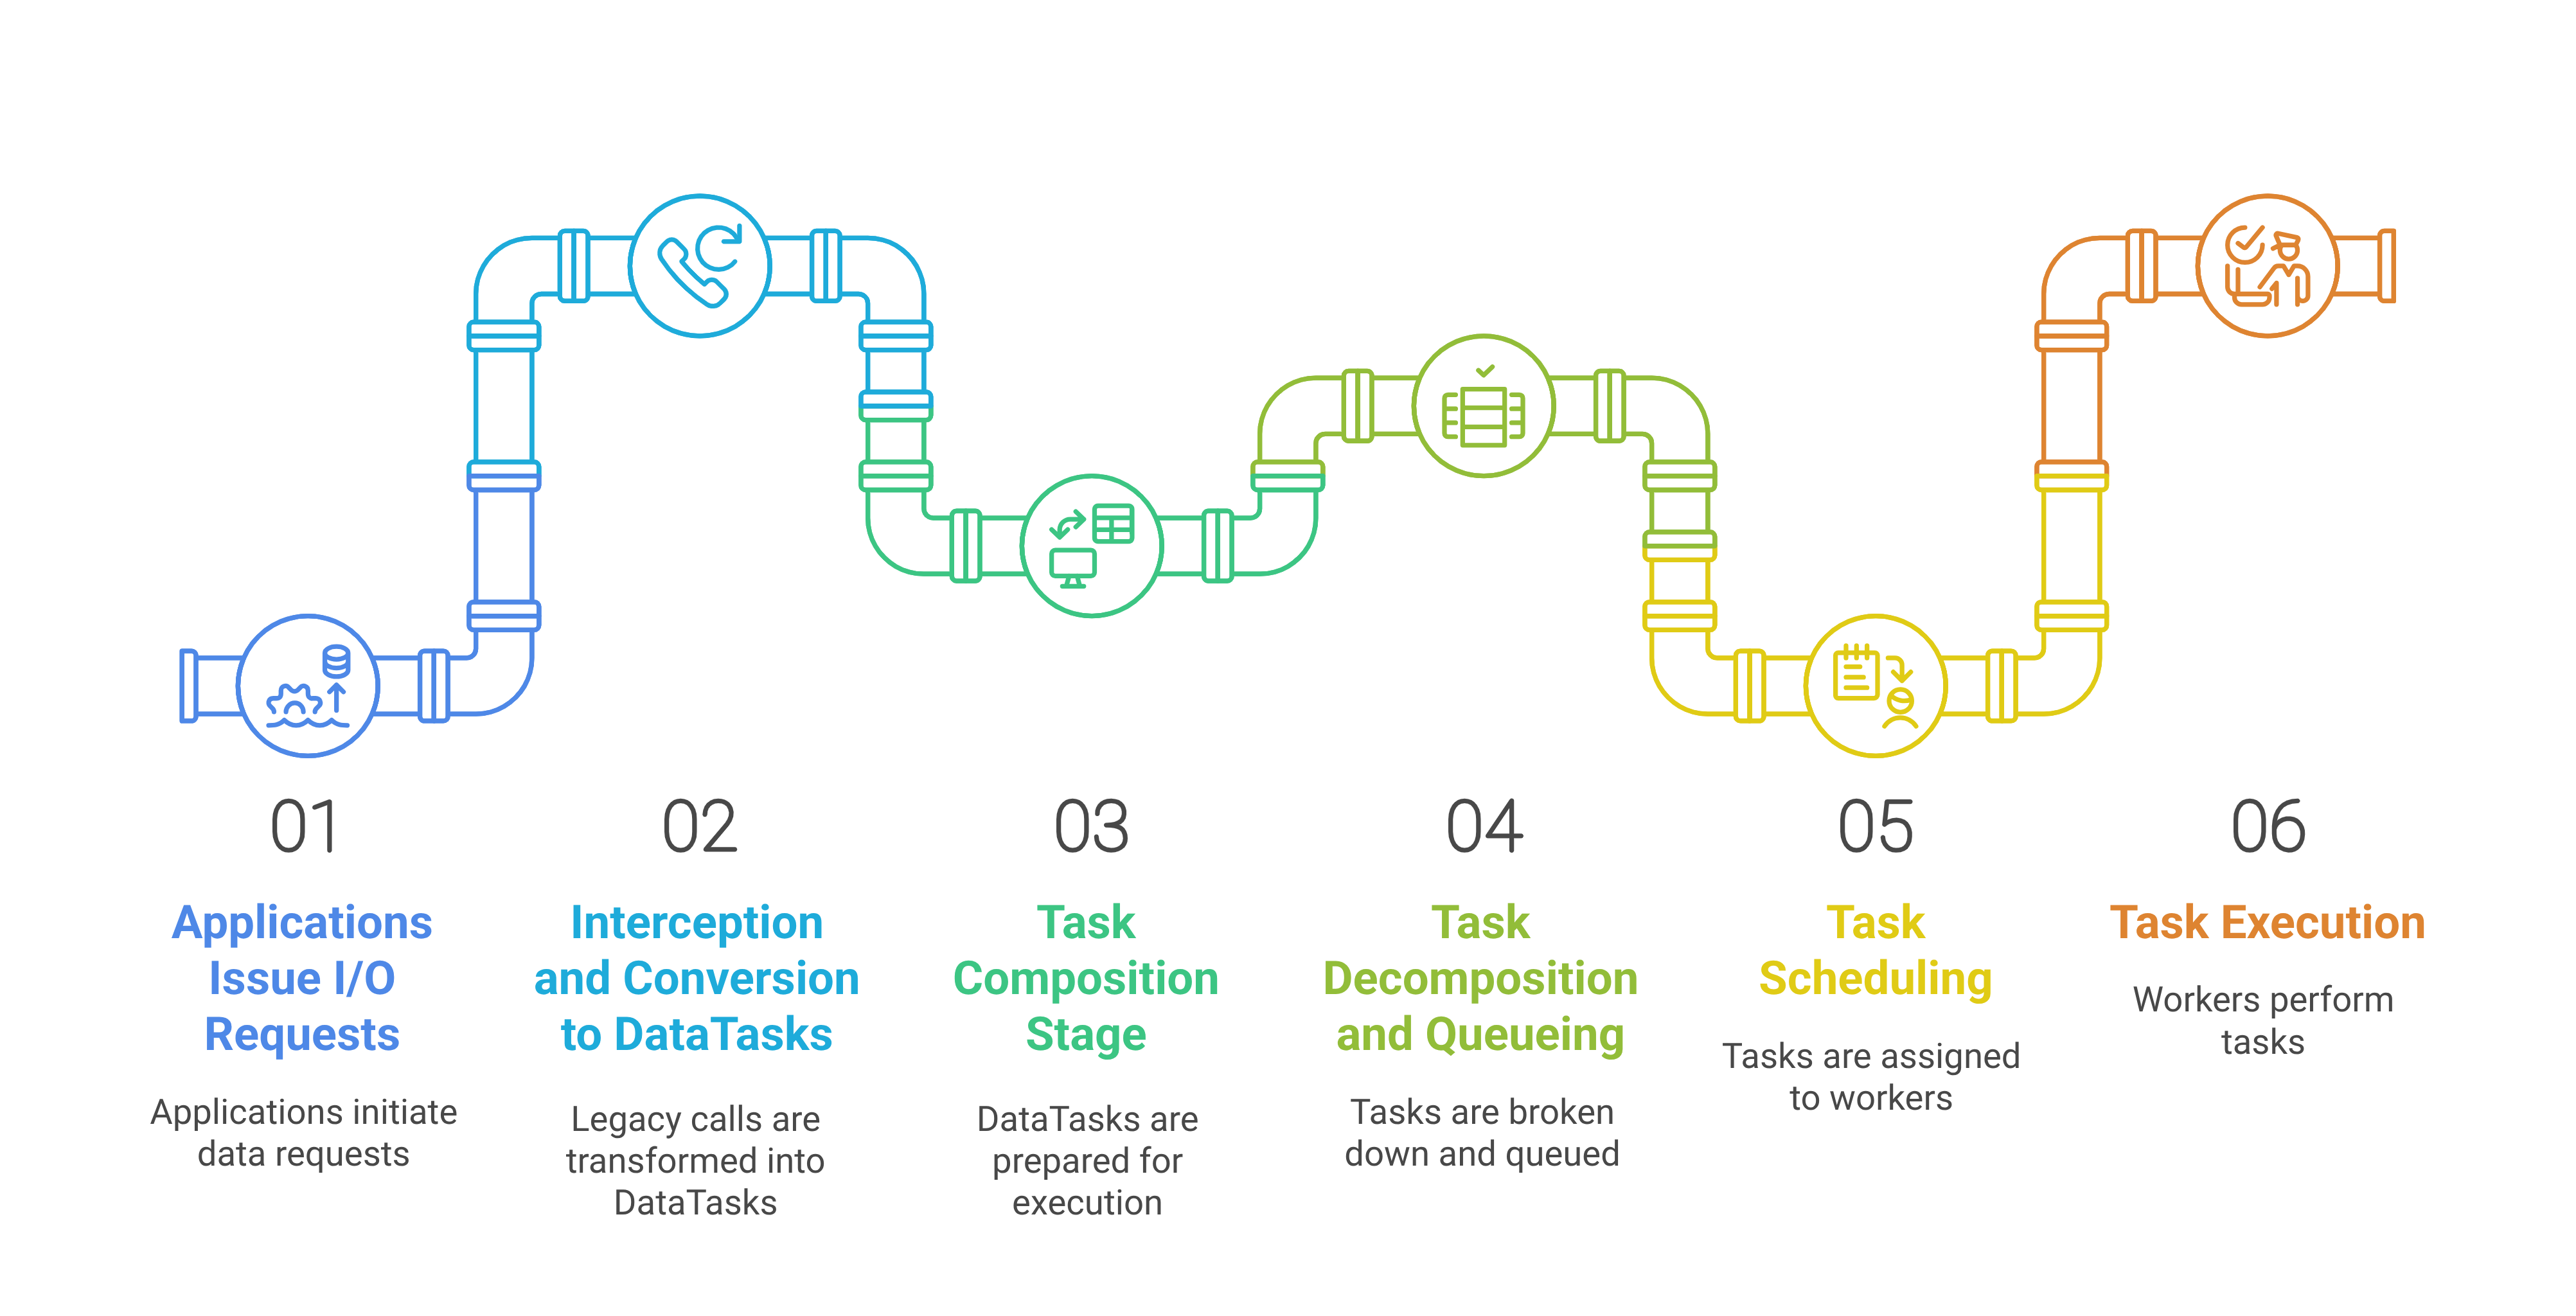 01
Applications
Issue I/O
Requests
Applications initiate
data requests
02
Interception
and Conversion
to DataTasks
Legacy calls are
transformed into
DataTasks
03
Task
Composition
Stage
DataTasks are
prepared for
execution
04
Task
Decomposition
and Queueing
Tasks are broken
down and queued
05
Task
Scheduling
Tasks are assigned
to workers
06
Task Execution
Workers perform
tasks